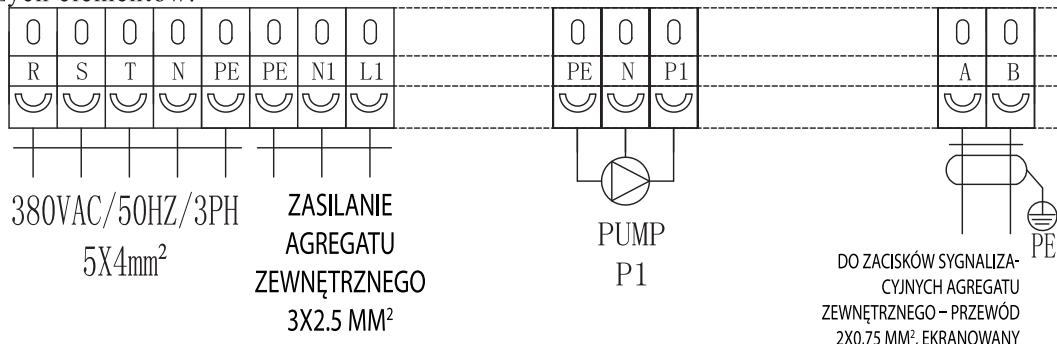 elementów.
R S T N PE PE N1 L1 PE N P1 A B
380VAC/50HZ/3PH
5X4mm²
ZASILANIE
AGREGATU
ZEWNĘTRZNEGO
3X2.5 MM²
PUMP
P1
PE
DO ZACISKÓW SYGNALIZA-
CYJNYCH AGREGATU
ZEWNĘTRZNEGO – PRZEWÓD
2X0,75 MM², EKRANOWANY